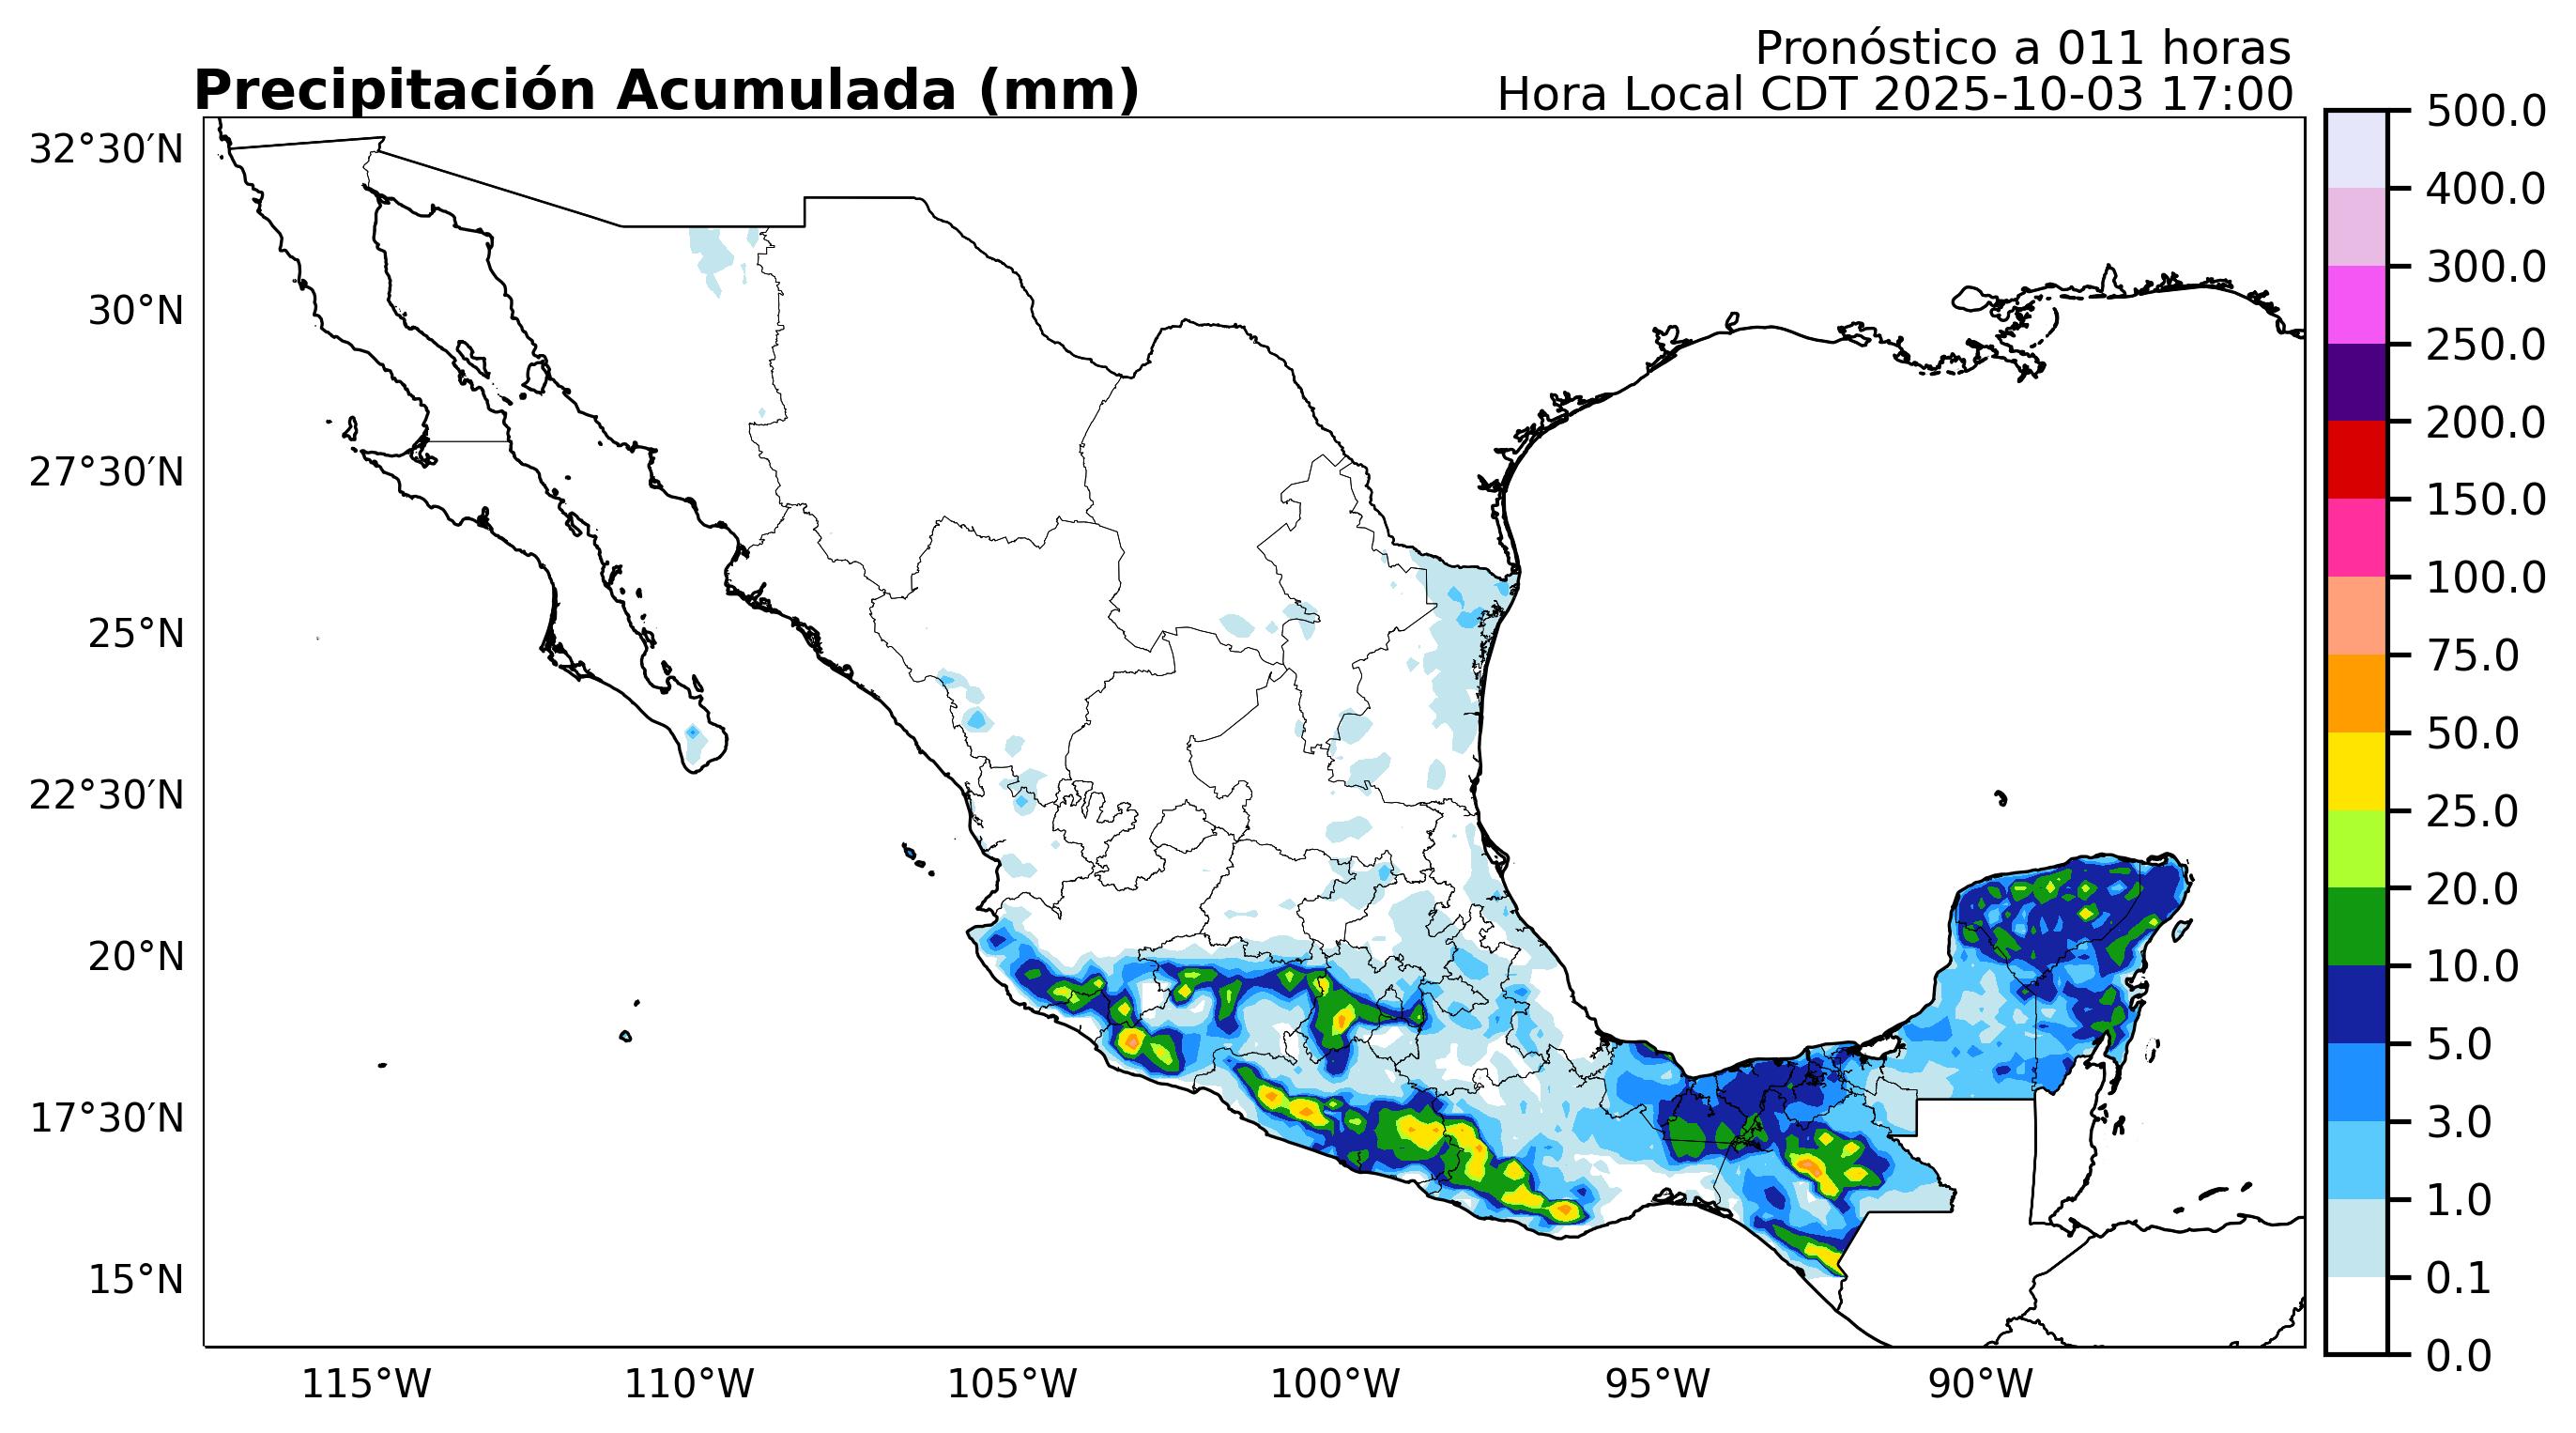 Pronóstico a 011 horas
Precipitación Acumulada (mm)
Hora Local CDT 2025-10-03 17:00
32°30′N
30°N
27°30′N
25°N
22°30′N
20°N
17°30′N
15°N
115°W
110°W
105°W
100°W
95°W
90°W
500.0
400.0
300.0
250.0
200.0
150.0
100.0
75.0
50.0
25.0
20.0
10.0
5.0
3.0
1.0
0.1
0.0